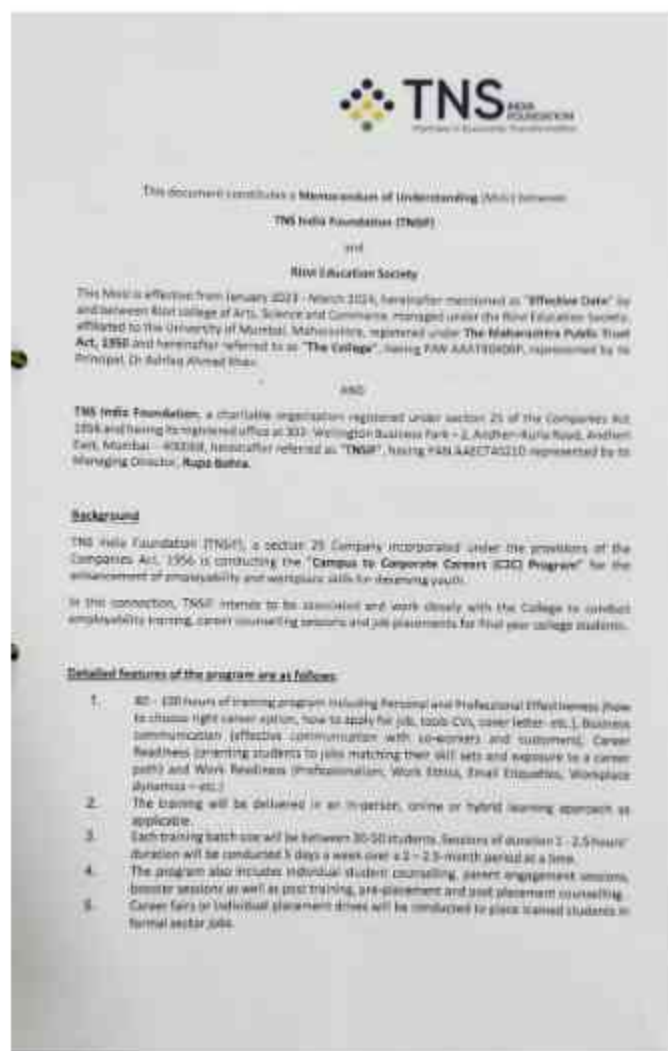 TNS INDIA FOUNDATION
This document constitutes a Memorandum of Understanding (MoU) between
TNS India Foundation (TNSIF)
and
Rizvi Education Society
This MoU is effective from January 2023 - March 2024, hereinafter mentioned as "Effective Date" by
and between Rizvi college of Arts, Science and Commerce, managed under the Rizvi Education Society,
affiliated to the University of Mumbai, Maharashtra, registered under The Maharashtra Public Trust
Act, 1950 and hereinafter referred to as "The College", having PAN represented by its
Principal, Dr Ashfaq Ahmad Khan
AND
TNS India Foundation, a charitable organisation registered under section 25 of the Companies Act
1956 and having its registered office at 302- Wellington Business Park – 2, Andheri-Kurla Road, Andheri
East, Mumbai hereinafter referred as "TNSIF", having PAN represented by its
Managing Director, Rupa Bohra.
Background
TNS India Foundation (TNSIF), a section 25 Company incorporated under the provisions of the
Companies Act, 1956 is conducting the "Campus to Corporate Careers (C2C) Program" for the
enhancement of employability and workplace skills for deserving youth.
In this connection, TNSIF intends to be associated and work closely with the College to conduct
employability training, career counselling sessions and job placements for final year college students.
Detailed features of the program are as follows:
1. 80 - 100 hours of training program including Personal and Professional Effectiveness (how
to choose right career option, how to apply for job, tools-CVs, cover letter- etc.), Business
communication (effective communication with co-workers and customers), Career
Readiness (orienting students to jobs matching their skill sets and exposure to a career
path) and Work Readiness (Professionalism, Work Ethics, Email Etiquettes, Workplace
dynamics – etc.)
2. The training will be delivered in an in-person, online or hybrid learning approach as
applicable.
3. Each training batch size will be between 30-50 students. Sessions of duration 1 - 2.5 hours'
duration will be conducted 5 days a week over a 2 – 2.5-month period at a time.
4. The program also includes individual student counselling, parent engagement sessions,
booster sessions as well as post training, pre-placement and post placement counselling.
5. Career fairs or individual placement drives will be conducted to place trained students in
formal sector jobs.